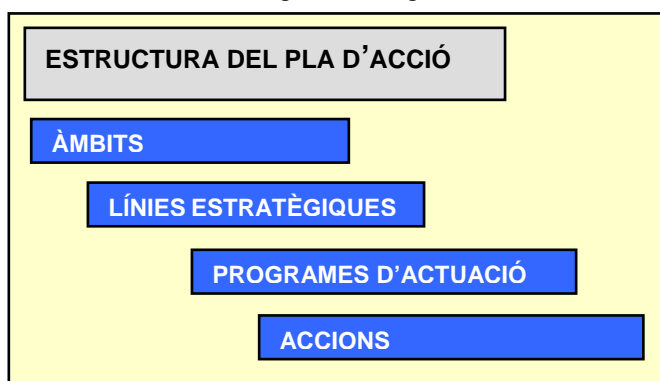 ESTRUCTURA DEL PLA D’ACCIÓ
ÀMBITS
LÍNIES ESTRATÈGIQUES
PROGRAMES D’ACTUACIÓ
ACCIONS